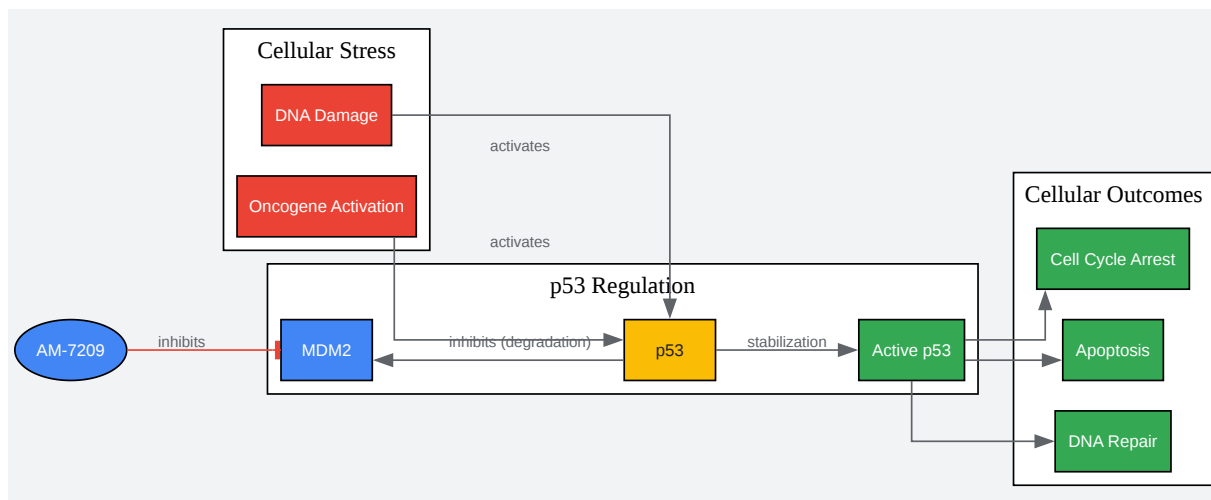 Cellular Stress
DNA Damage
activates
Oncogene Activation
activates
Cellular Outcomes
Cell Cycle Arrest
p53 Regulation
AM-7209
inhibits
MDM2
inhibits (degradation)
p53
stabilization
Active p53
Apoptosis
DNA Repair